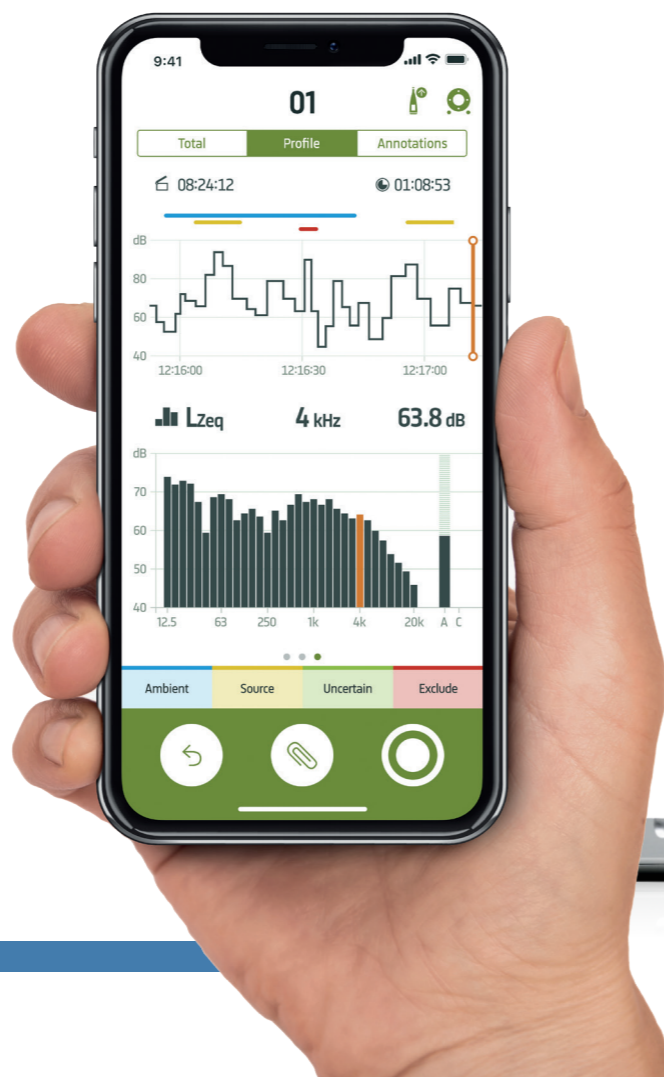 9:41
01
Total Profile Annotations
08:24:12 01:08:53
dB
80
60
40
12:16:00 12:16:30 12:17:00
LZeq 4 kHz 63.8 dB
dB
70
60
50
40
12.5 63 250 1k 4k 20k A C
Ambient Source Uncertain Exclude